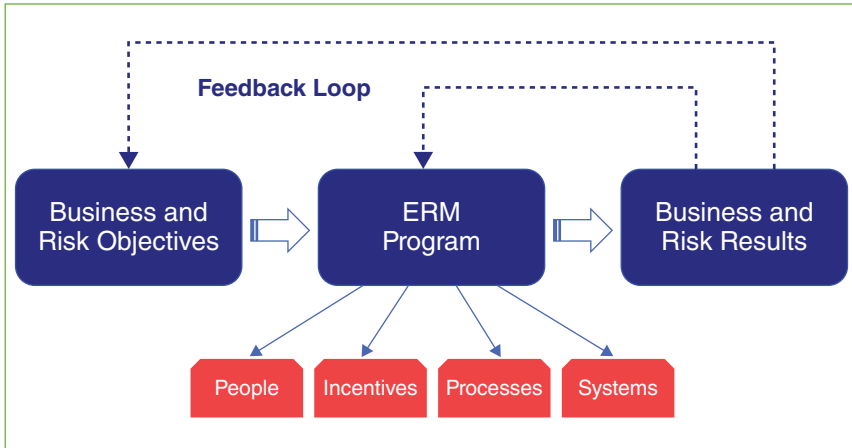 Feedback Loop
Business and
Risk Objectives
ERM
Program
Business and
Risk Results
People
Incentives
Processes
Systems